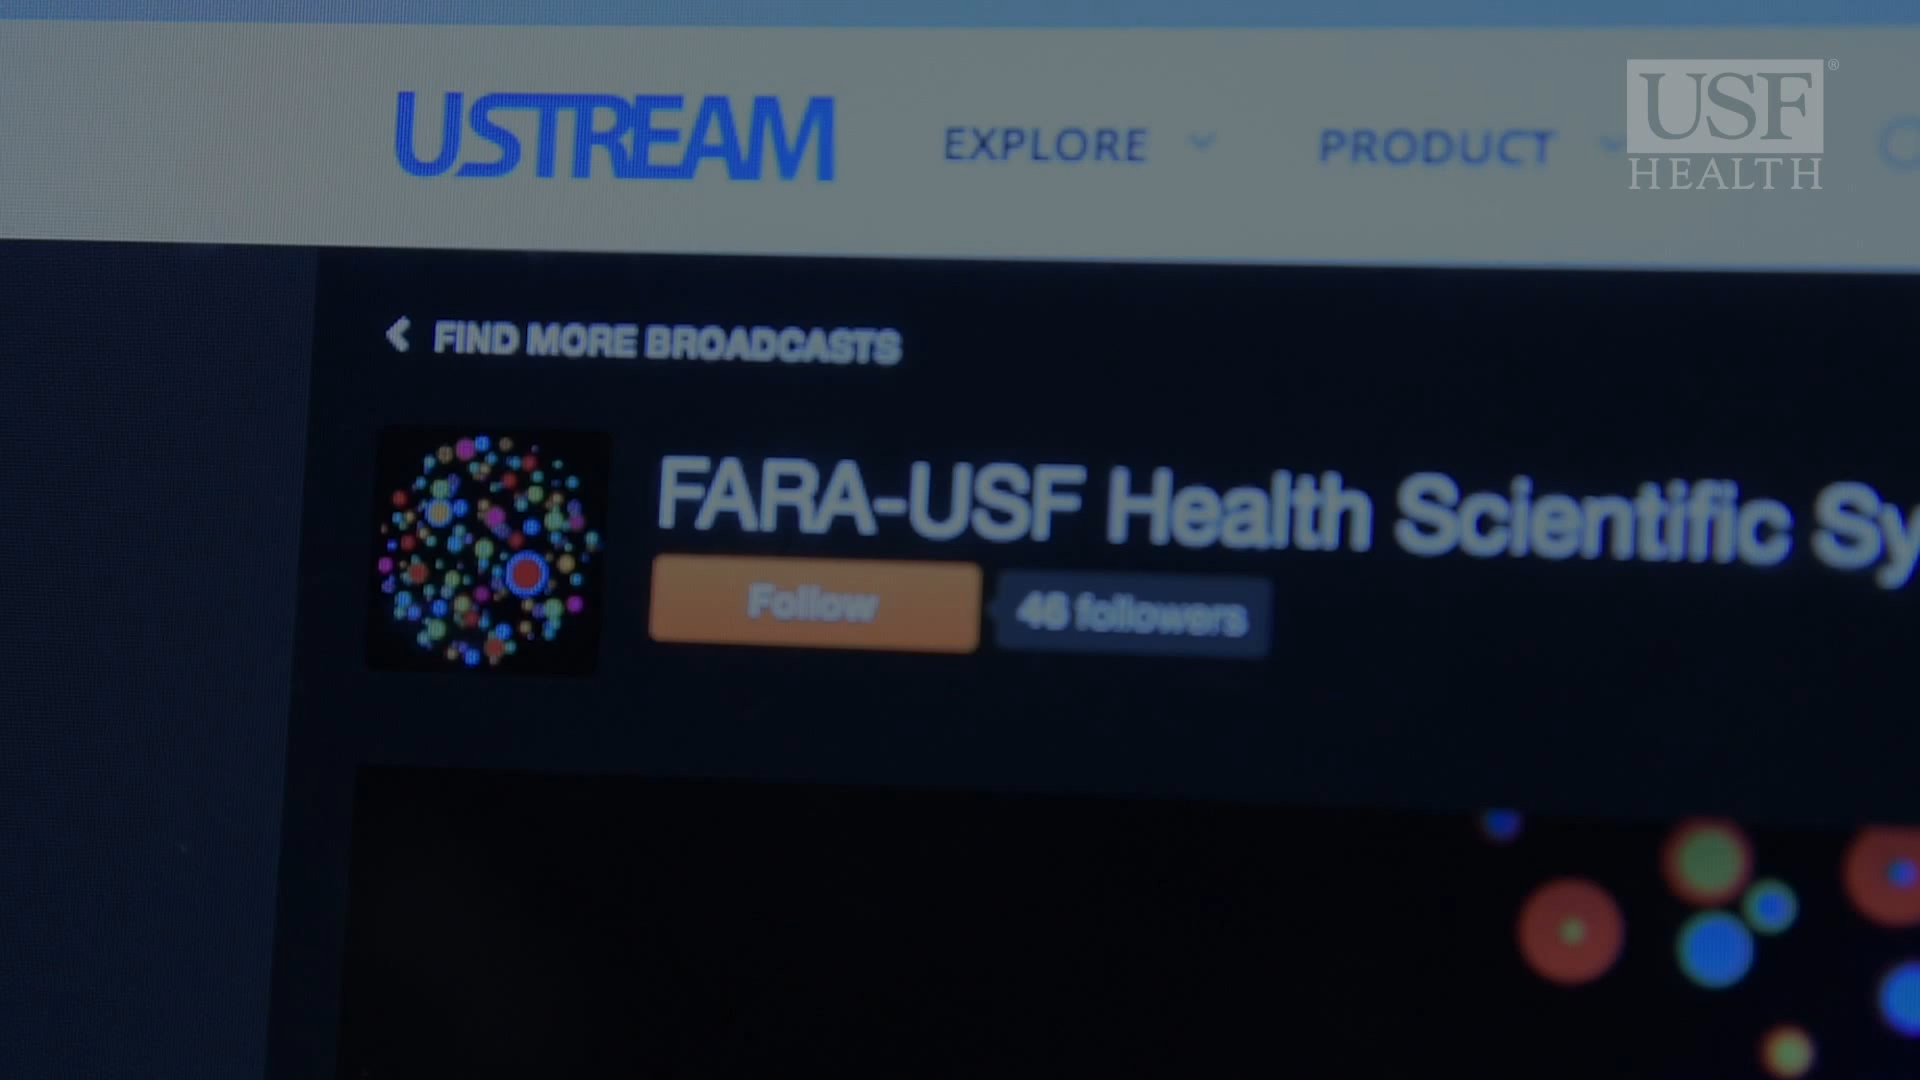 USTREAM
EXPLORE
PRODUCT
USF®
HEALTH
FIND MORE BROADCASTS
FARA-USF Health Scientific Sy
Follow
46 followers